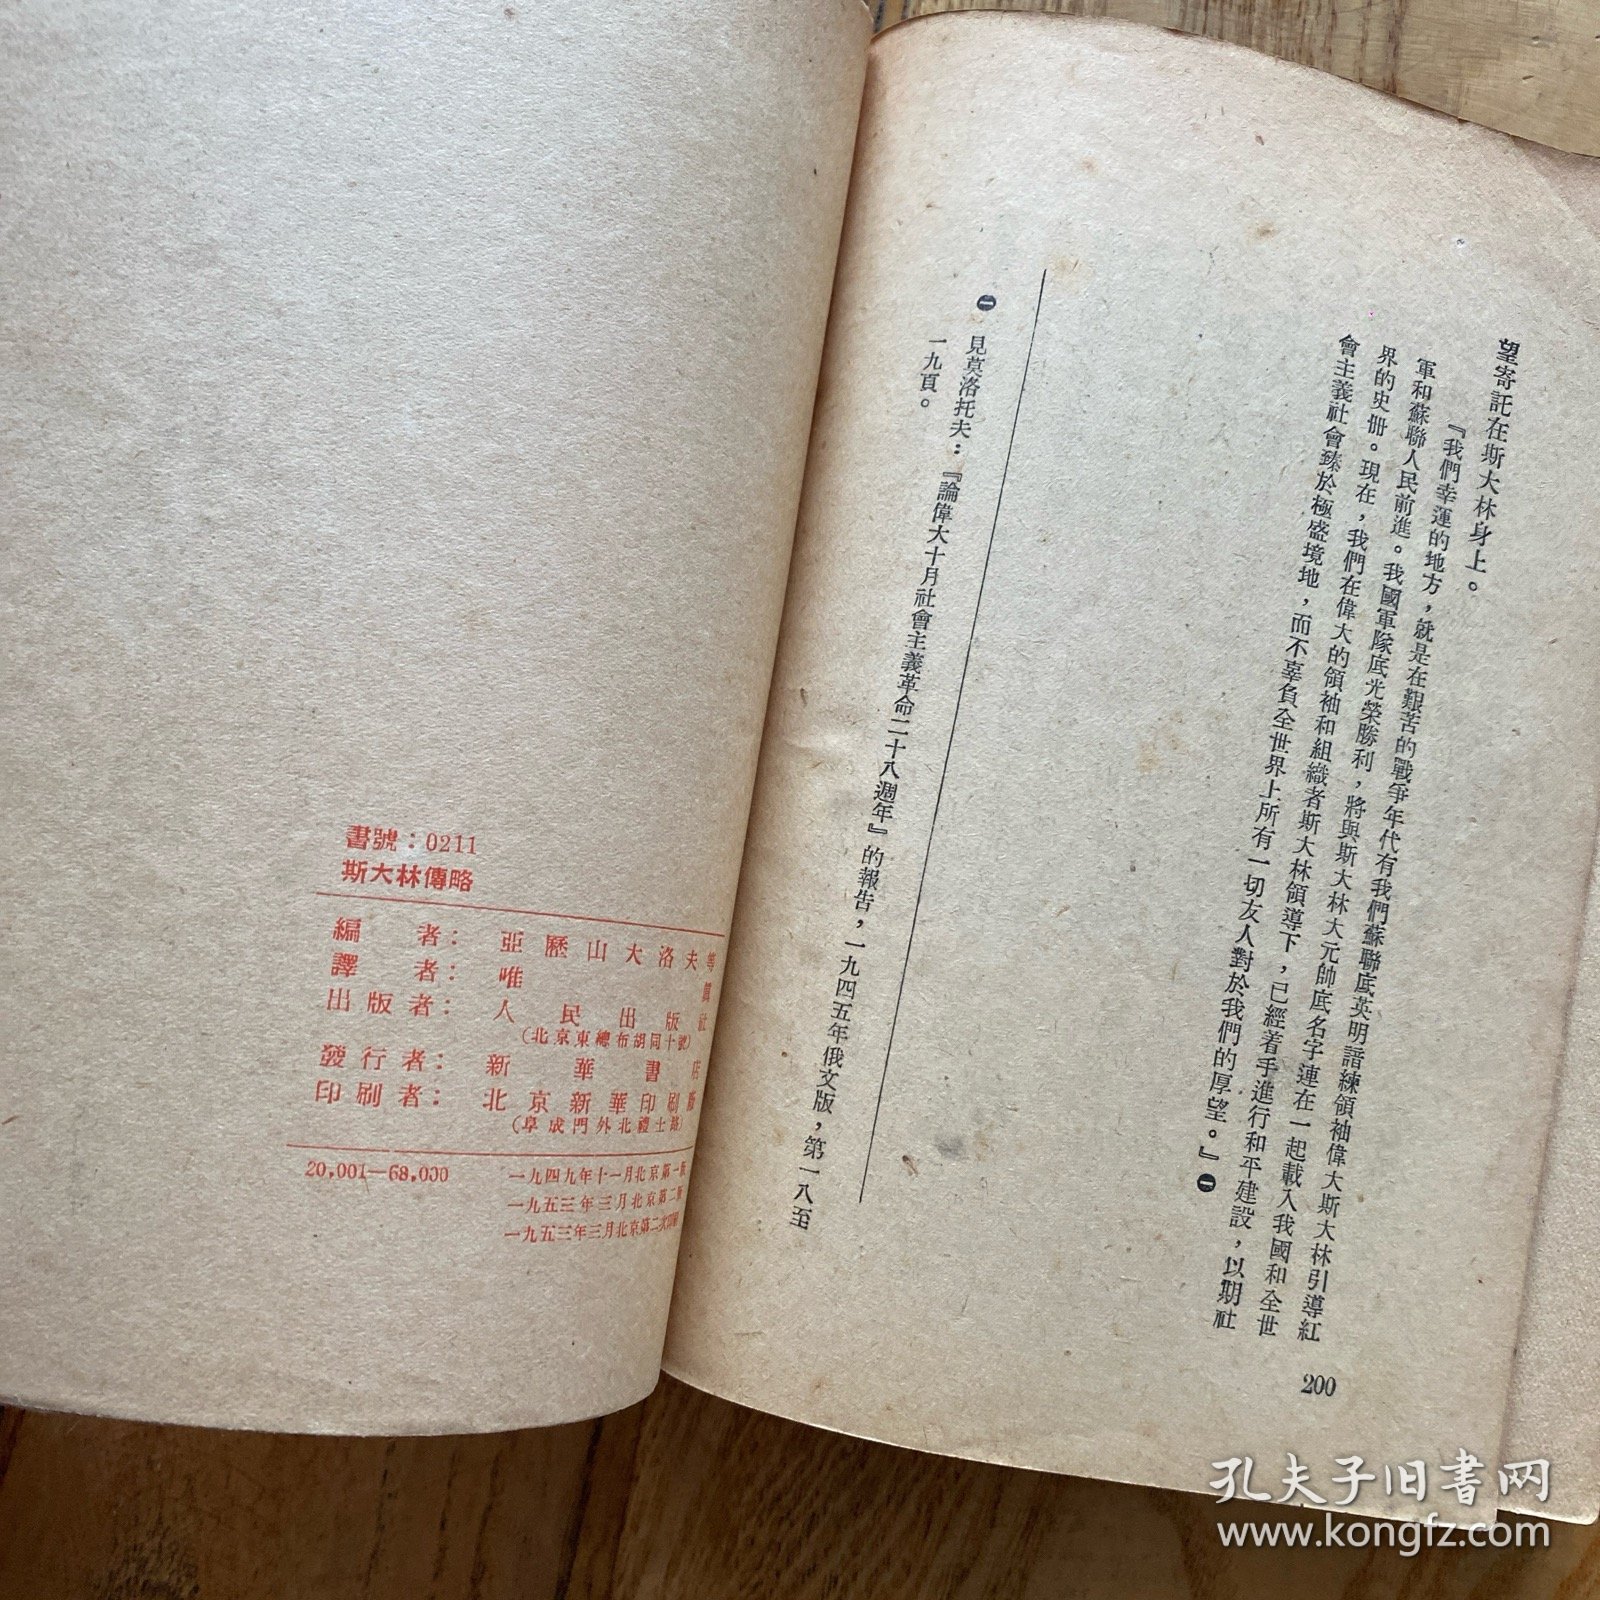 望寄託在斯大林身上。
『我們幸運的地方，就是在艱苦的戰爭年代有我們蘇聯底英明諳練領袖偉大斯大林引導紅
軍和蘇聯人民前進。我國軍隊底光榮勝利，將與斯大林大元帥底名字連在一起載入我國和全世
界的史册。現在，我們在偉大的領袖和組織者斯大林領導下，已經着手進行和平建設，以期社
會主義社會臻於極盛境地，而不辜負全世界上所有一切友人對於我們的厚望。』㊀
㊀ 見莫洛托夫：『論偉大十月社會主義革命二十八週年』的報告，一九四五年俄文版，第一八至
一九頁。
200
書號：0211
斯大林傳略
編者：亞歷山大洛夫等
譯者：唯真
出版者：人民出版社
（北京東總布胡同十號）
發行者：新華書店
印刷者：北京新華印刷廠
（阜成門外北禮士路）
20,001—68,000
一九四九年十一月北京第一版
一九五三年三月北京第二版
一九五三年三月北京第二次印刷
孔夫子旧書网
www.kongfz.com